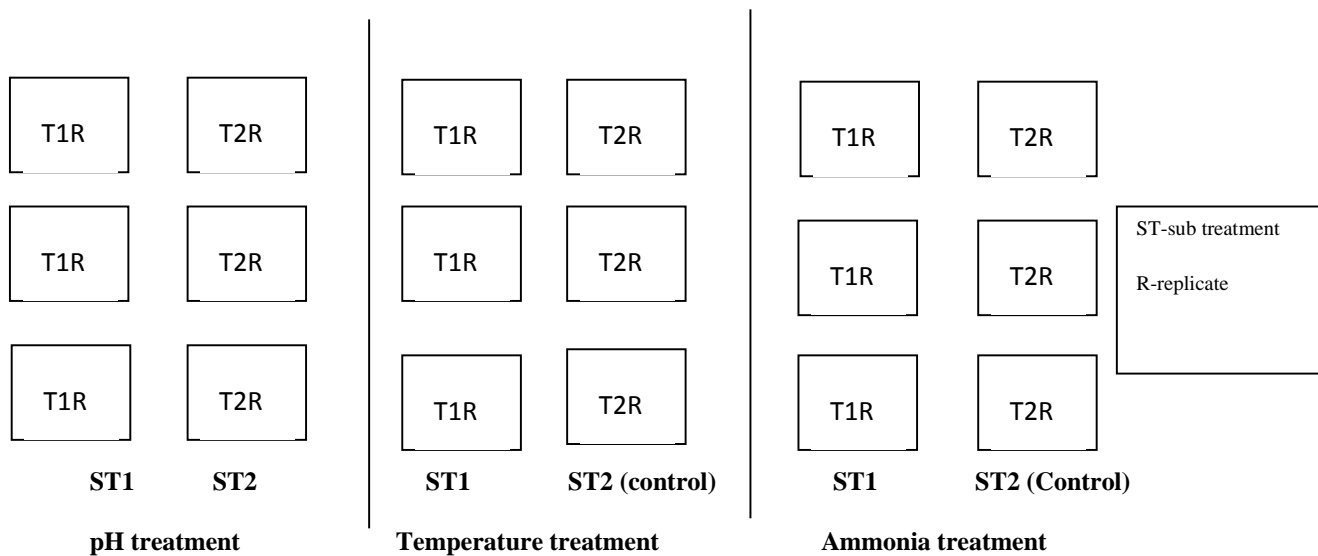 T1R T2R T1R T2R T1R T2R
T1R T2R T1R T2R T1R T2R
T1R T2R T1R T2R T1R T2R
ST-sub treatment
R-replicate
ST1 ST2 ST1 ST2 (control) ST1 ST2 (Control)
pH treatment Temperature treatment Ammonia treatment